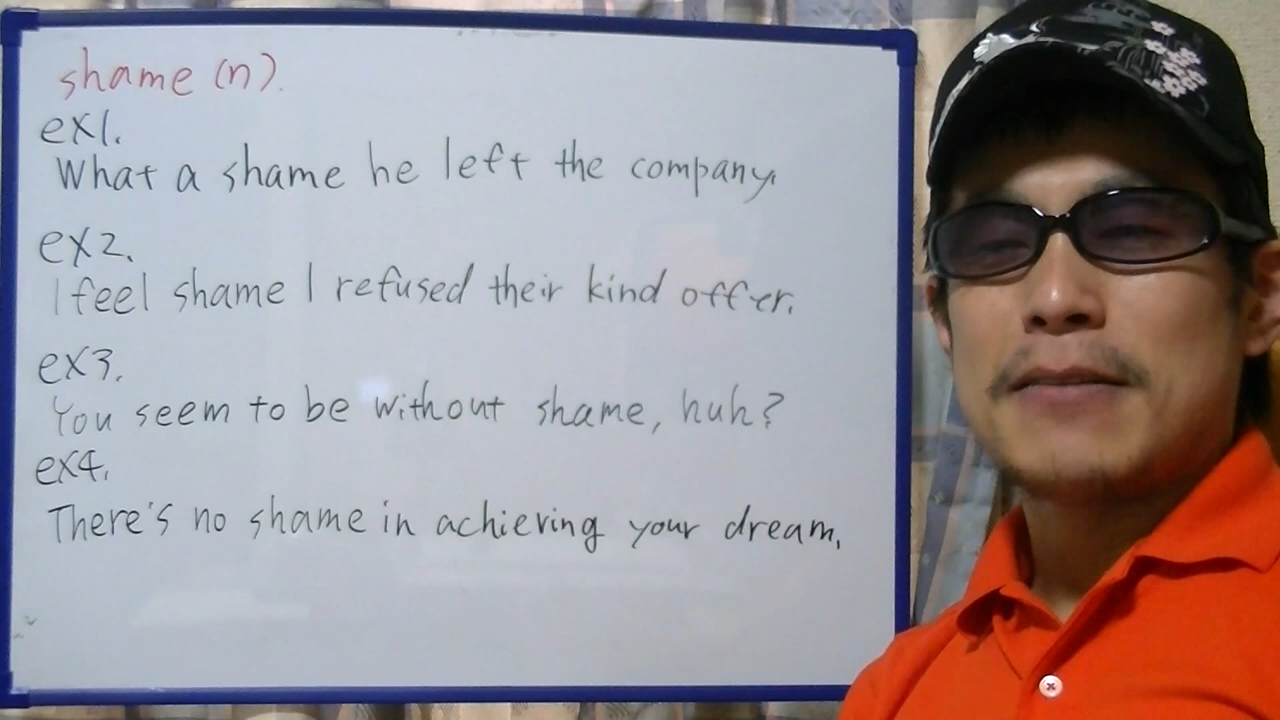 shame (n).
ex1.
What a shame he left the company.
ex2.
I feel shame I refused their kind offer.
ex3.
You seem to be without shame, huh?
ex4.
There's no shame in achieving your dream.